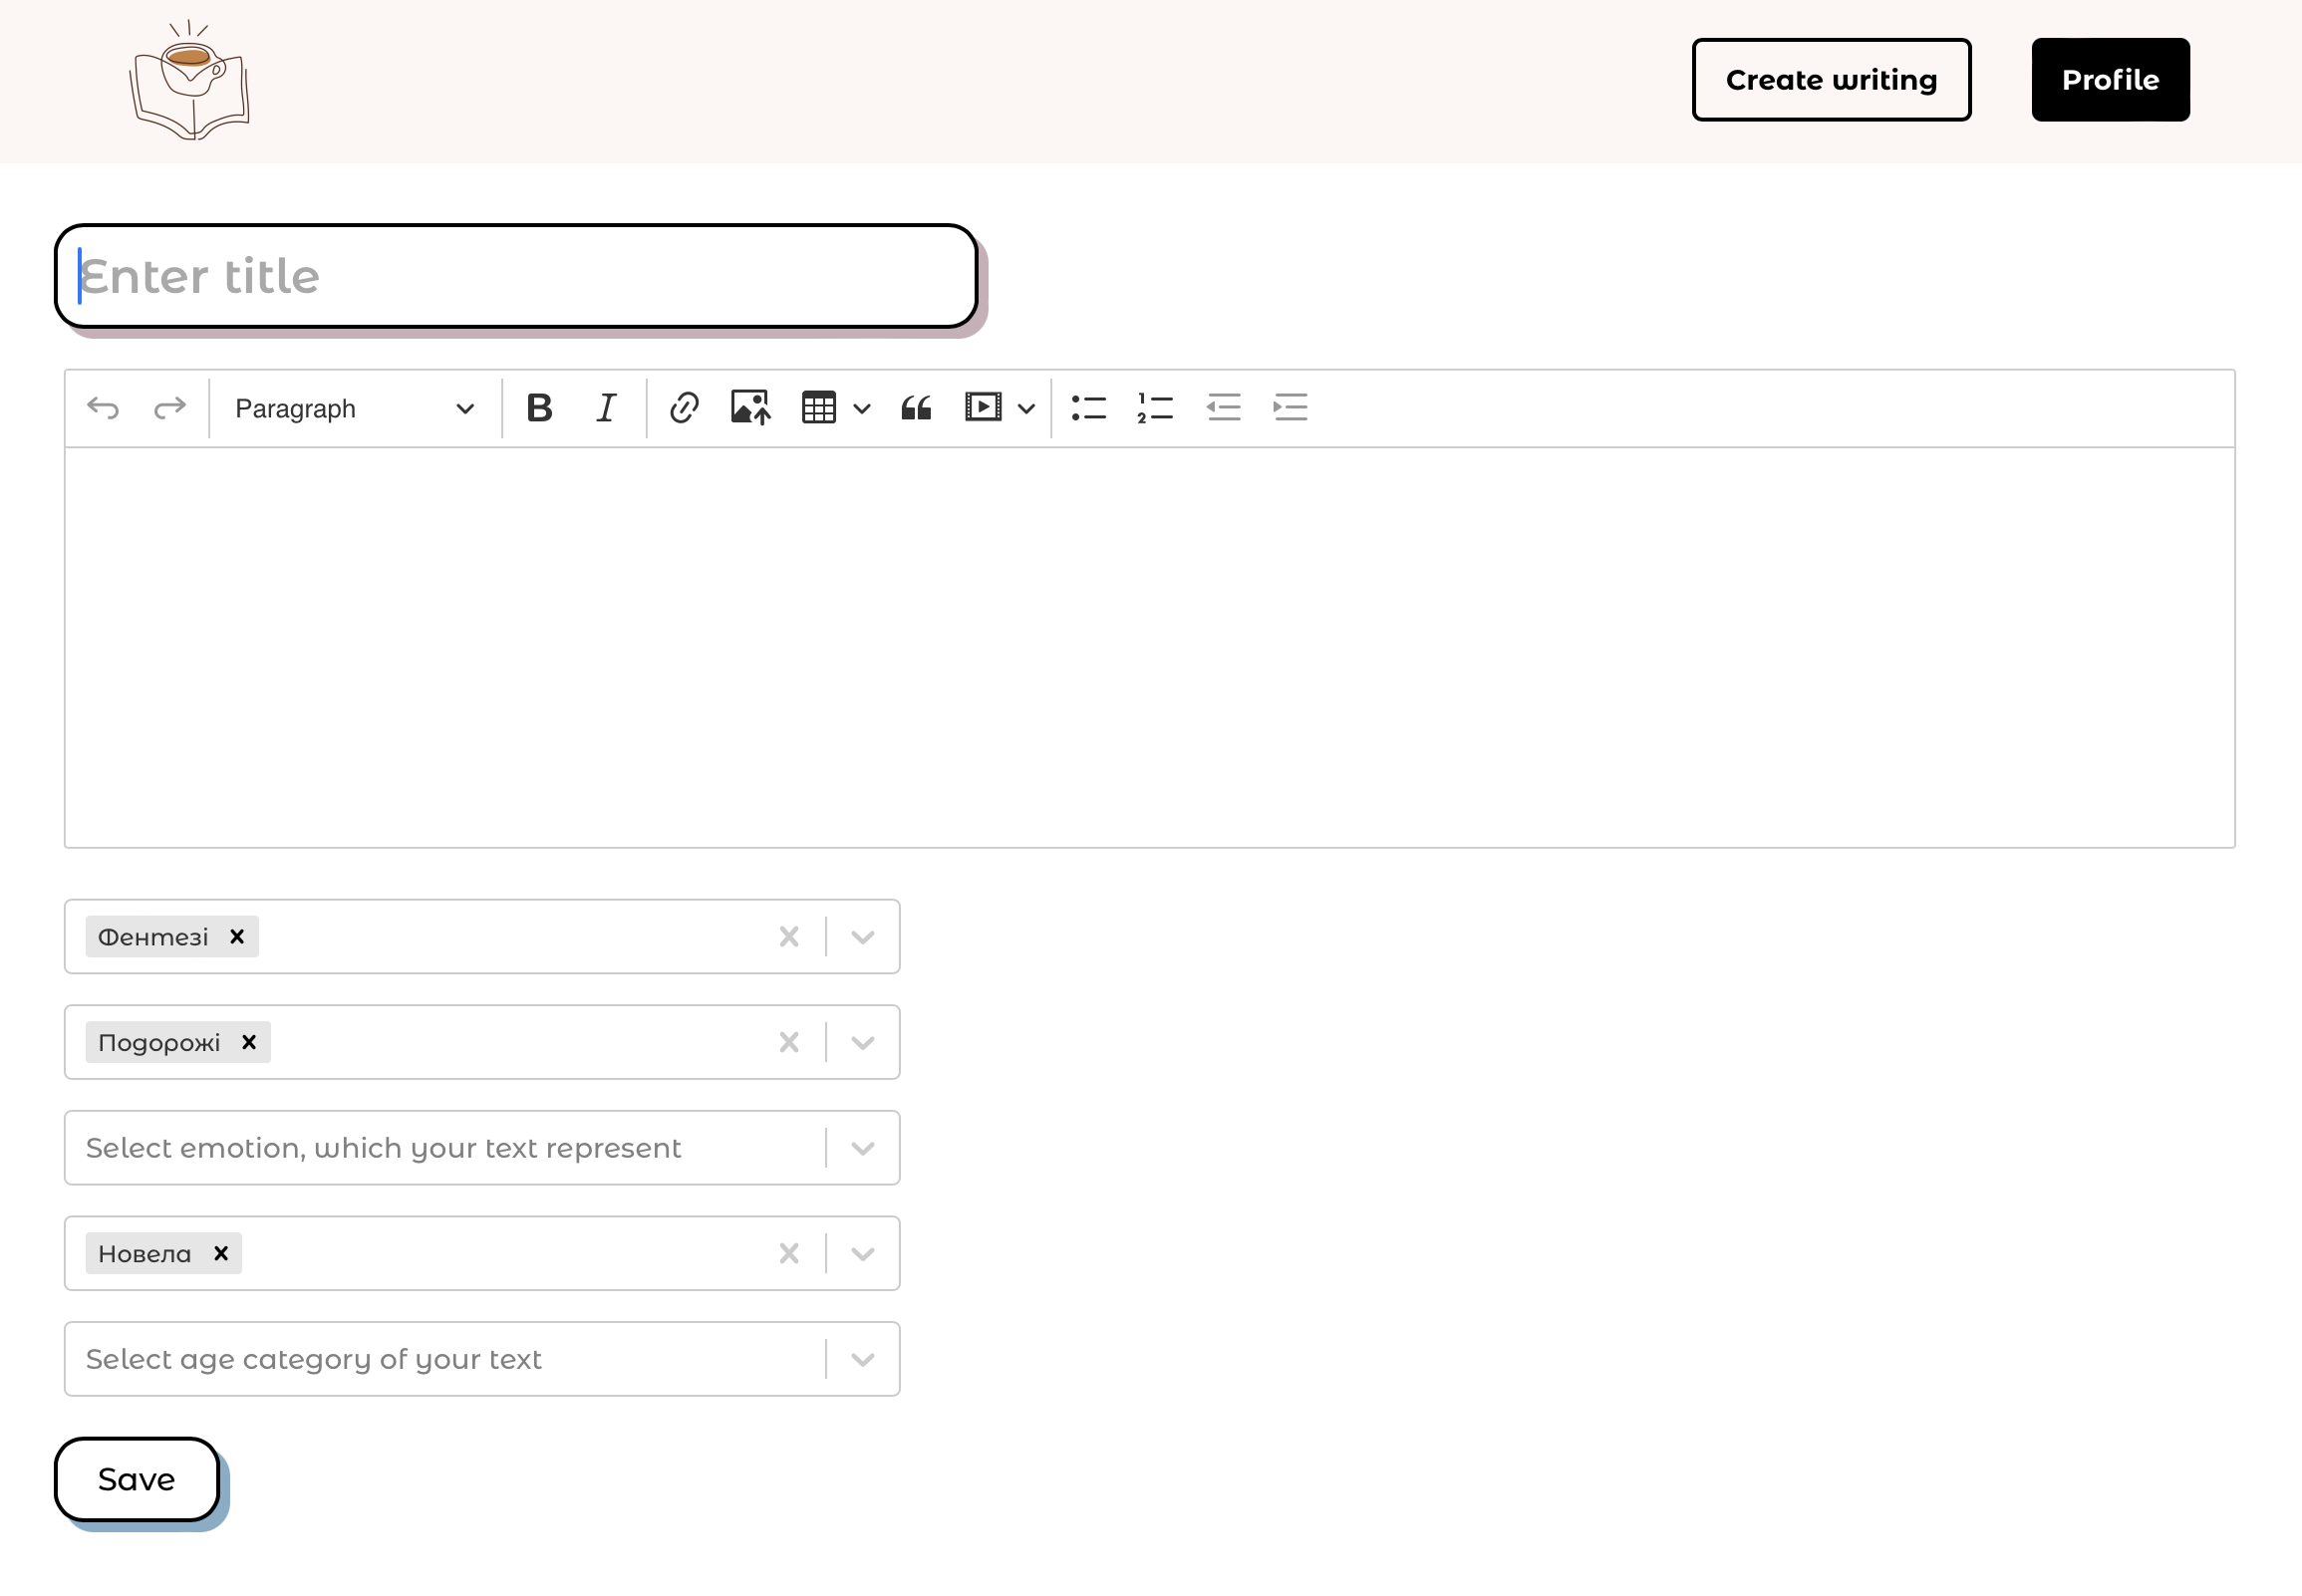 Create writing
Profile
Enter title
Paragraph
Фентезі
Подорожі
Select emotion, which your text represent
Новела
Select age category of your text
Save